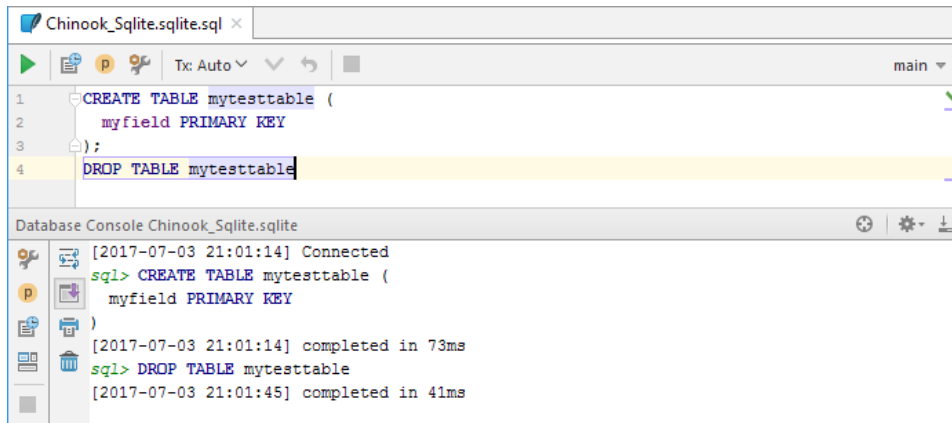 Chinook_Sqlite.sqlite.sql
Tx: Auto
main
1 CREATE TABLE mytesttable (
2 myfield PRIMARY KEY
3 );
4 DROP TABLE mytesttable
Database Console Chinook_Sqlite.sqlite
[2017-07-03 21:01:14] Connected
sql> CREATE TABLE mytesttable (
myfield PRIMARY KEY
)
[2017-07-03 21:01:14] completed in 73ms
sql> DROP TABLE mytesttable
[2017-07-03 21:01:45] completed in 41ms